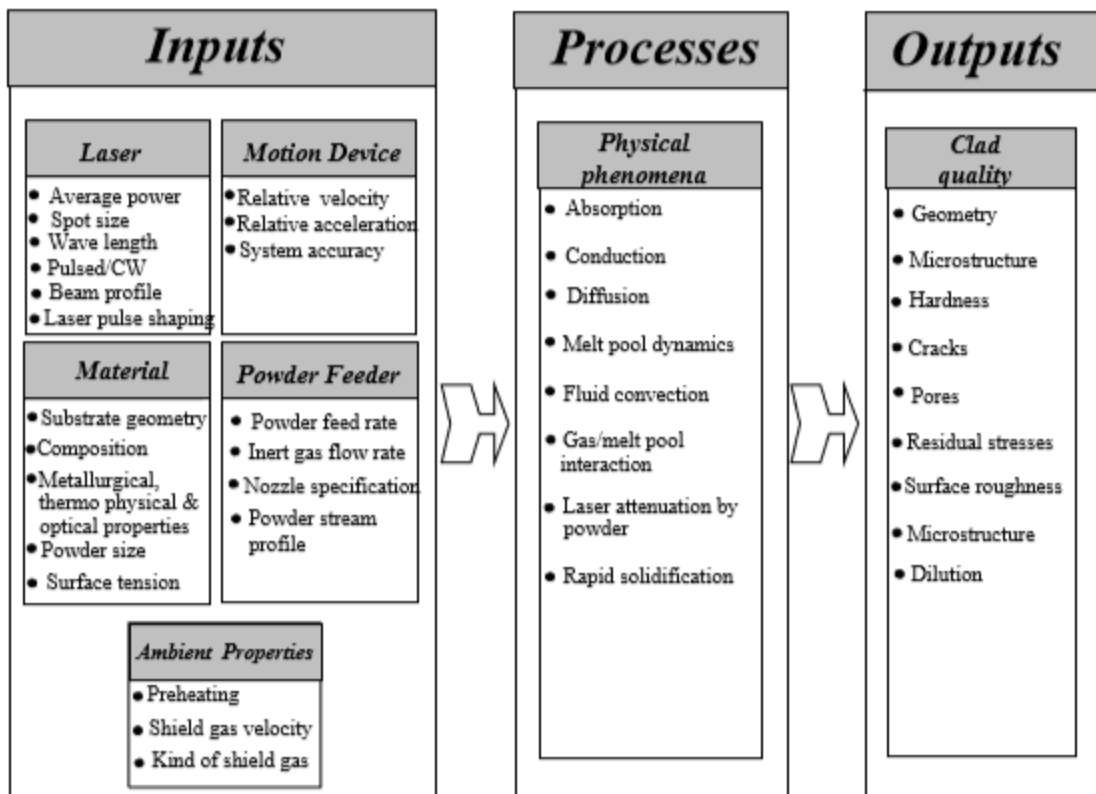 Inputs
Laser
• Average power
• Spot size
• Wave length
• Pulsed/CW
• Beam profile
• Laser pulse shaping
Motion Device
• Relative velocity
• Relative acceleration
• System accuracy
Material
• Substrate geometry
• Composition
• Metallurgical,
thermo physical &
optical properties
• Powder size
• Surface tension
Powder Feeder
• Powder feed rate
• Inert gas flow rate
• Nozzle specification
• Powder stream
profile
Ambient Properties
• Preheating
• Shield gas velocity
• Kind of shield gas
Processes
Physical
phenomena
• Absorption
• Conduction
• Diffusion
• Melt pool dynamics
• Fluid convection
• Gas/melt pool
interaction
• Laser attenuation by
powder
• Rapid solidification
Outputs
Clad
quality
• Geometry
• Microstructure
• Hardness
• Cracks
• Pores
• Residual stresses
• Surface roughness
• Microstructure
• Dilution